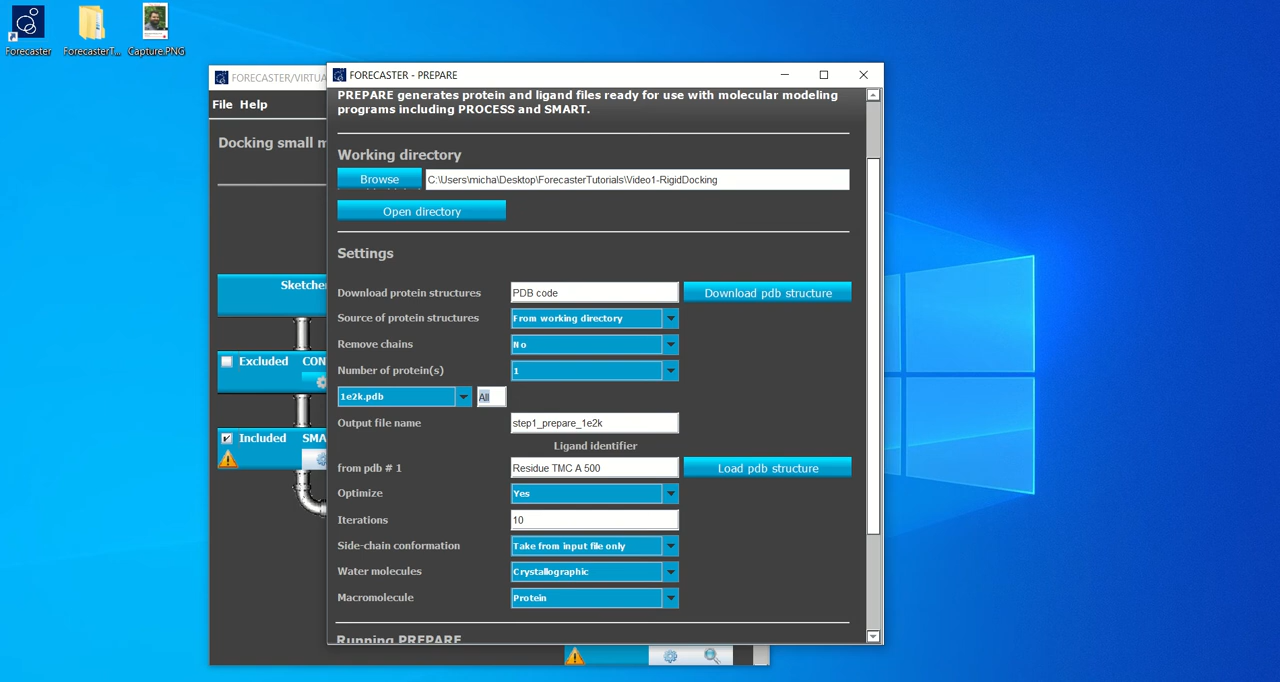 Forecaster
ForecasterT...
Capture.PNG
FORECASTER/VIRTUA
File Help
Docking small m
Sketche
Excluded CON
Included SMA
FORECASTER - PREPARE
PREPARE generates protein and ligand files ready for use with molecular modeling
programs including PROCESS and SMART.
Working directory
Browse C:\Users\micha\Desktop\ForecasterTutorials\Video1-RigidDocking
Open directory
Settings
Download protein structures PDB code Download pdb structure
Source of protein structures From working directory
Remove chains No
Number of protein(s) 1
1e2k.pdb All
Output file name step1_prepare_1e2k
Ligand identifier
from pdb # 1 Residue TMC A 500 Load pdb structure
Optimize Yes
Iterations 10
Side-chain conformation Take from input file only
Water molecules Crystallographic
Macromolecule Protein
Running PREPARE